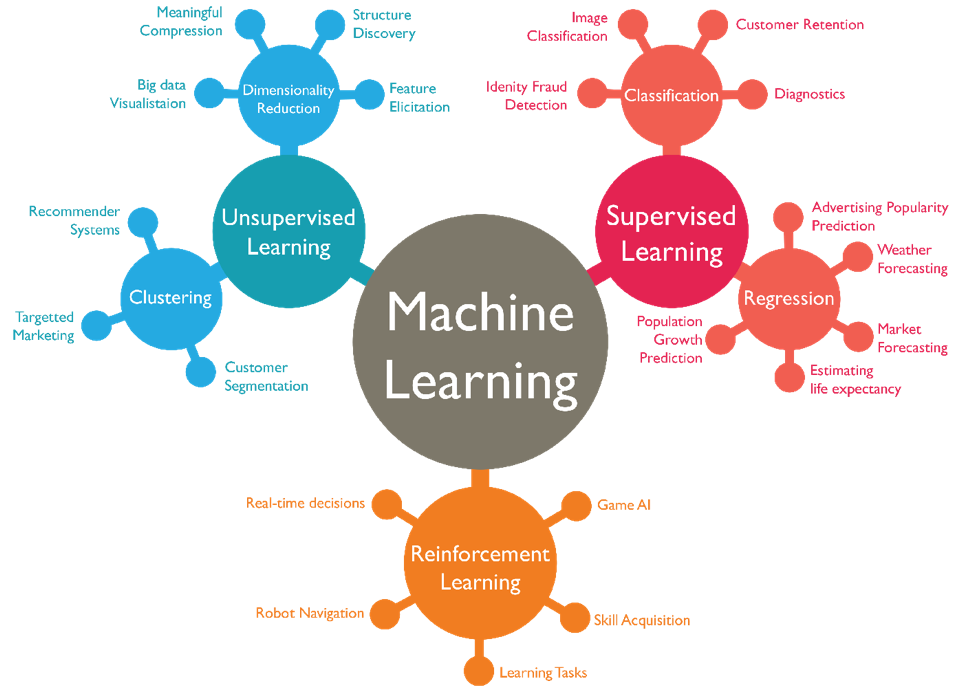 Meaningful
Compression
Structure
Discovery
Big data
Visualistaion
Dimensionality
Reduction
Feature
Elicitation
Image
Classification
Customer Retention
Idenity Fraud
Detection
Classification
Diagnostics
Recommender
Systems
Unsupervised
Learning
Clustering
Targetted
Marketing
Customer
Segmentation
Machine
Learning
Supervised
Learning
Advertising Popularity
Prediction
Weather
Forecasting
Regression
Population
Growth
Prediction
Market
Forecasting
Estimating
life expectancy
Real-time decisions
Game AI
Reinforcement
Learning
Robot Navigation
Skill Acquisition
Learning Tasks